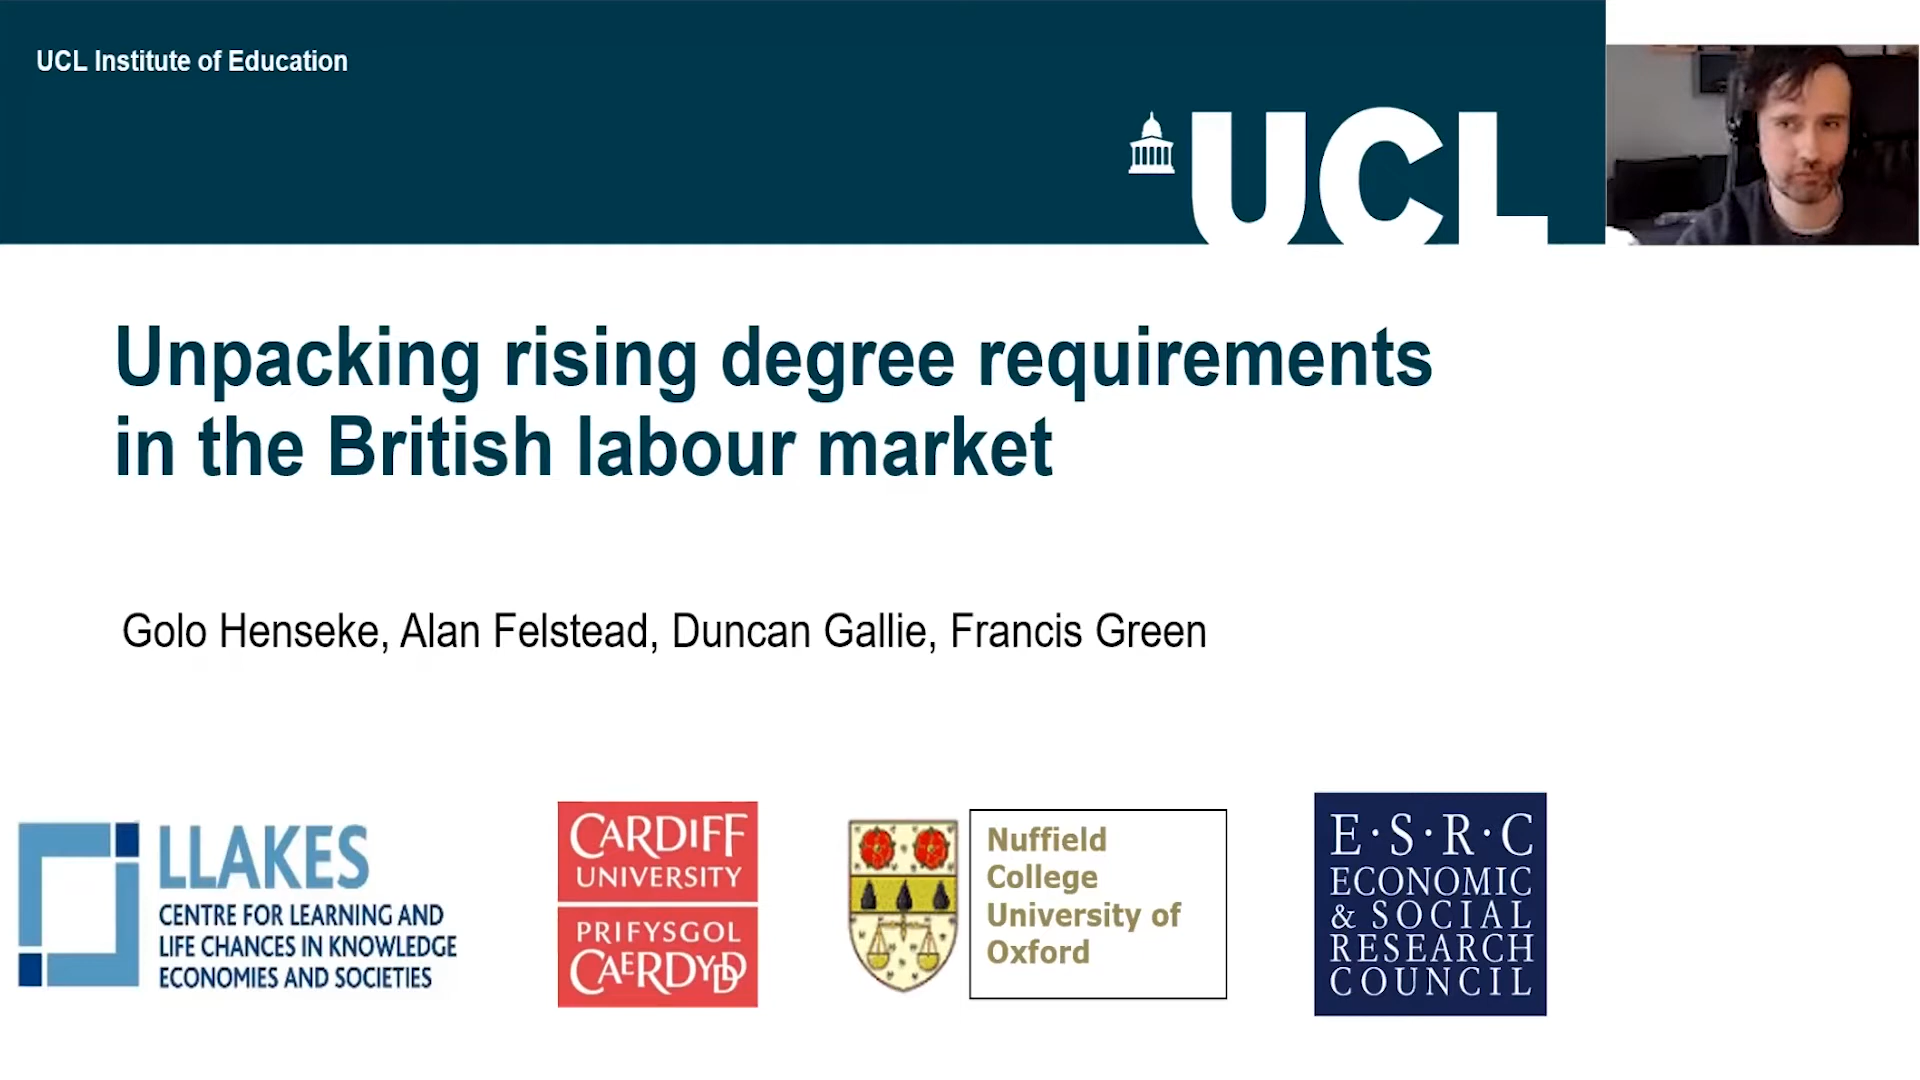 UCL Institute of Education
UCL
Unpacking rising degree requirements
in the British labour market
Golo Henseke, Alan Felstead, Duncan Gallie, Francis Green
LLAKES
CENTRE FOR LEARNING AND
LIFE CHANCES IN KNOWLEDGE
ECONOMIES AND SOCIETIES
CARDIFF
UNIVERSITY
PRIFYSGOL
CAERDYDD
Nuffield
College
University of
Oxford
E·S·R·C
ECONOMIC
& SOCIAL
RESEARCH
COUNCIL